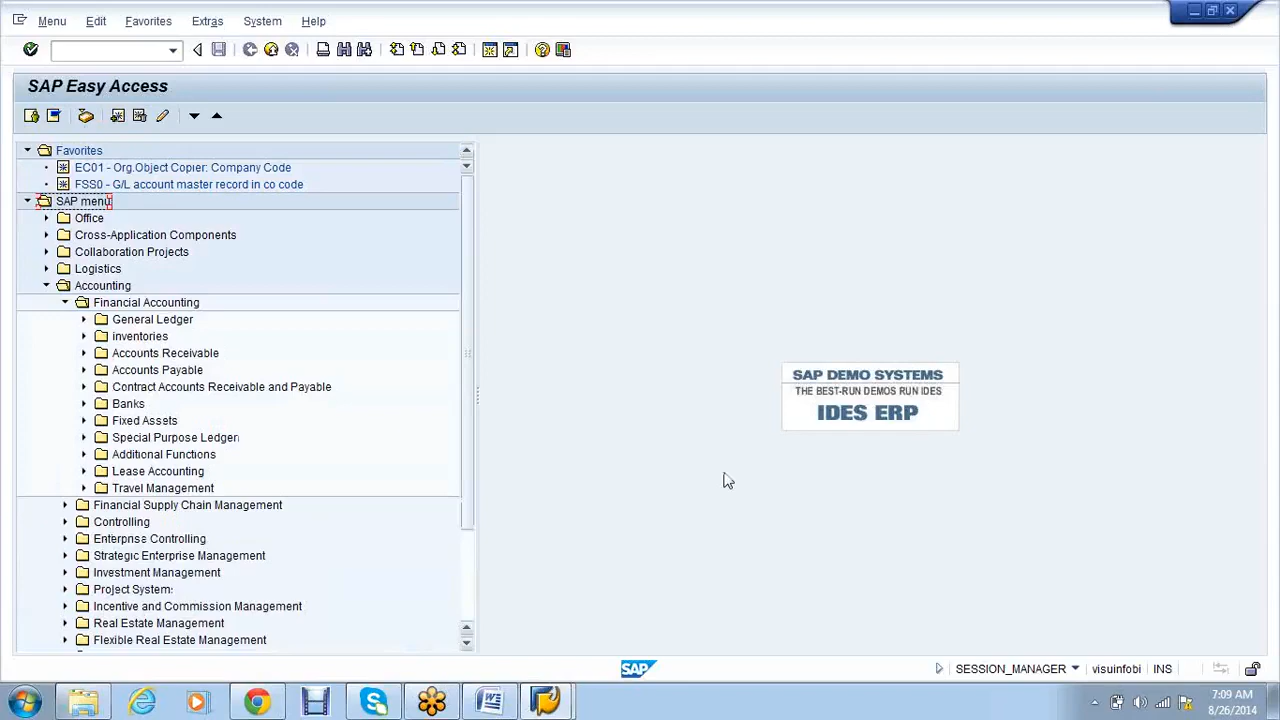 Menu Edit Favorites Extras System Help
SAP Easy Access
Favorites
EC01 - Org.Object Copier: Company Code
FSS0 - G/L account master record in co code
SAP menu
Office
Cross-Application Components
Collaboration Projects
Logistics
Accounting
Financial Accounting
General Ledger
inventories
Accounts Receivable
Accounts Payable
Contract Accounts Receivable and Payable
Banks
Fixed Assets
Special Purpose Ledger
Additional Functions
Lease Accounting
Travel Management
Financial Supply Chain Management
Controlling
Enterprise Controlling
Strategic Enterprise Management
Investment Management
Project System
Incentive and Commission Management
Real Estate Management
Flexible Real Estate Management
SAP DEMO SYSTEMS
THE BEST-RUN DEMOS RUN IDES
IDES ERP
SAP
SESSION_MANAGER visuinfobi INS
7:09 AM
8/26/2014